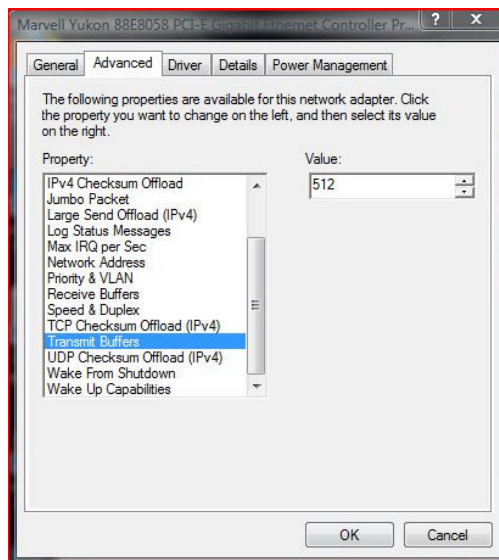 Marvell Yukon 88E8058 PCI-E Gigabit Ethernet Controller Pr...
General Advanced Driver Details Power Management
The following properties are available for this network adapter. Click
the property you want to change on the left, and then select its value
on the right.
Property:
IPv4 Checksum Offload
Jumbo Packet
Large Send Offload (IPv4)
Log Status Messages
Max IRQ per Sec
Network Address
Priority & VLAN
Receive Buffers
Speed & Duplex
TCP Checksum Offload (IPv4)
Transmit Buffers
UDP Checksum Offload (IPv4)
Wake From Shutdown
Wake Up Capabilities
Value:
512
OK Cancel